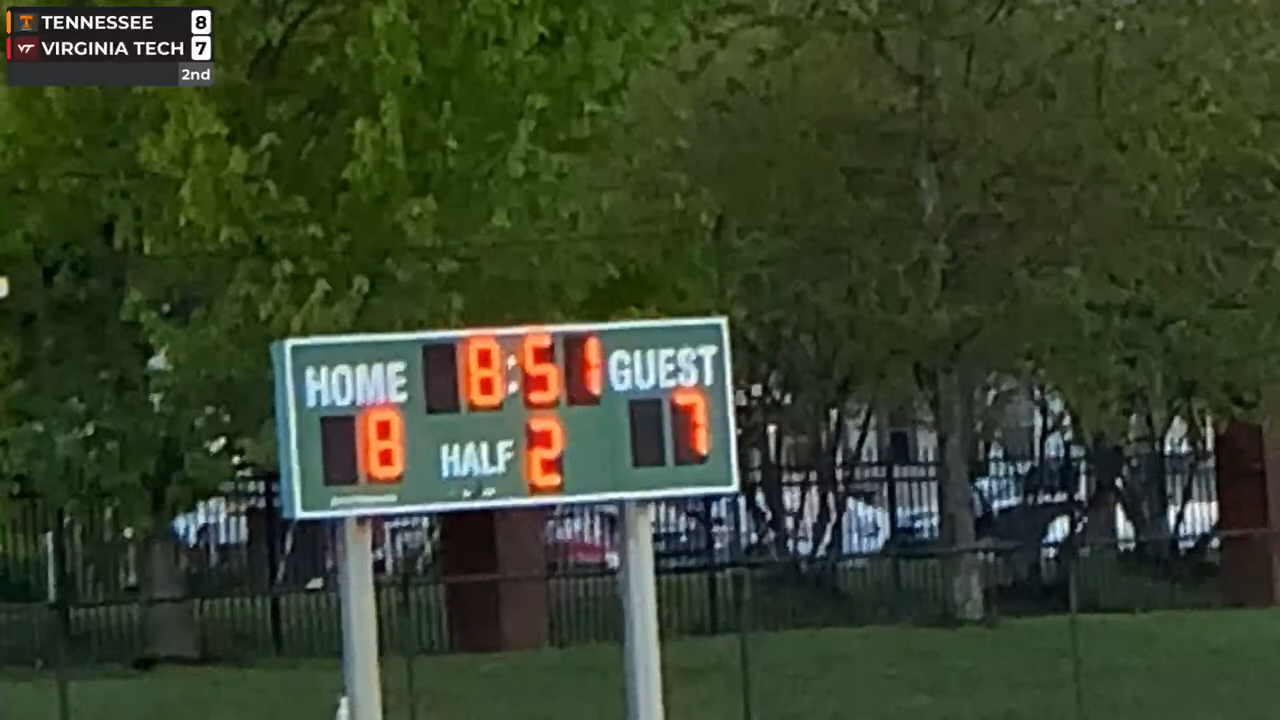 T TENNESSEE 8
VT VIRGINIA TECH 7
2nd
HOME 8:51 GUEST
8 HALF 2 7